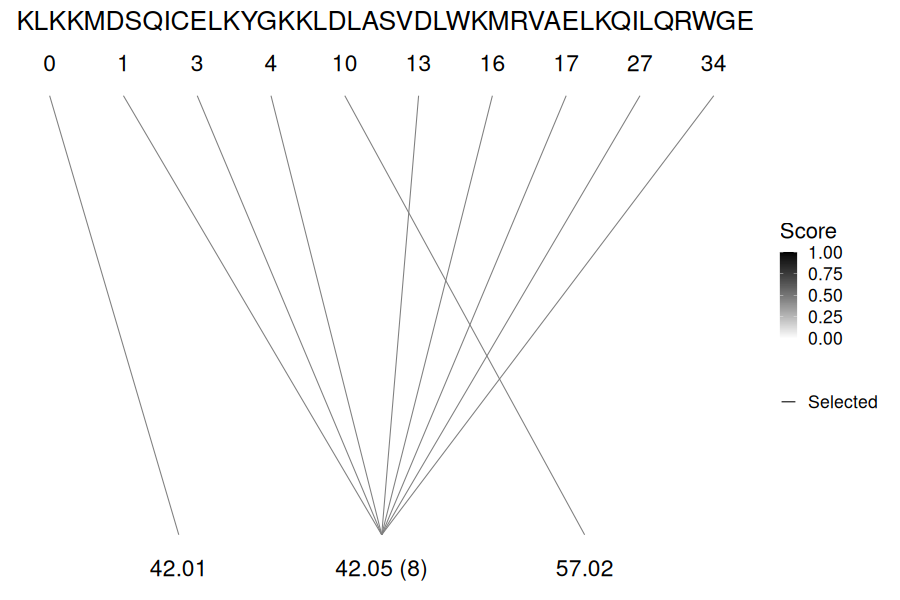 KLKKMDSQICELKYGKKLDLASVDLWKMRVAELKQILQRWGE
0 1 3 4 10 13 16 17 27 34
Score
1.00
0.75
0.50
0.25
0.00
Selected
42.01 42.05 (8) 57.02